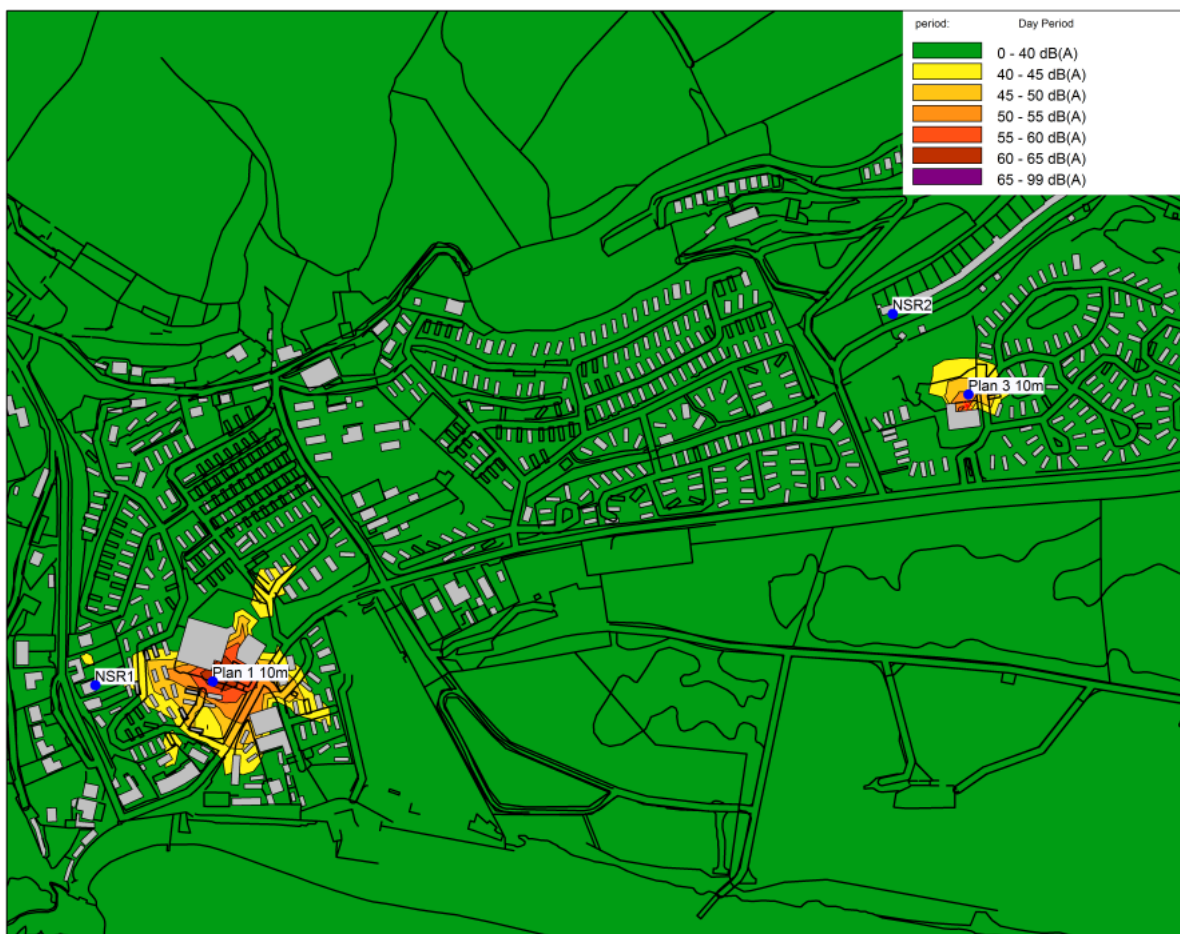 period: Day Period
0 - 40 dB(A)
40 - 45 dB(A)
45 - 50 dB(A)
50 - 55 dB(A)
55 - 60 dB(A)
60 - 65 dB(A)
65 - 99 dB(A)
NSR2
Plan 3 10m
NSR1
Plan 1 10m